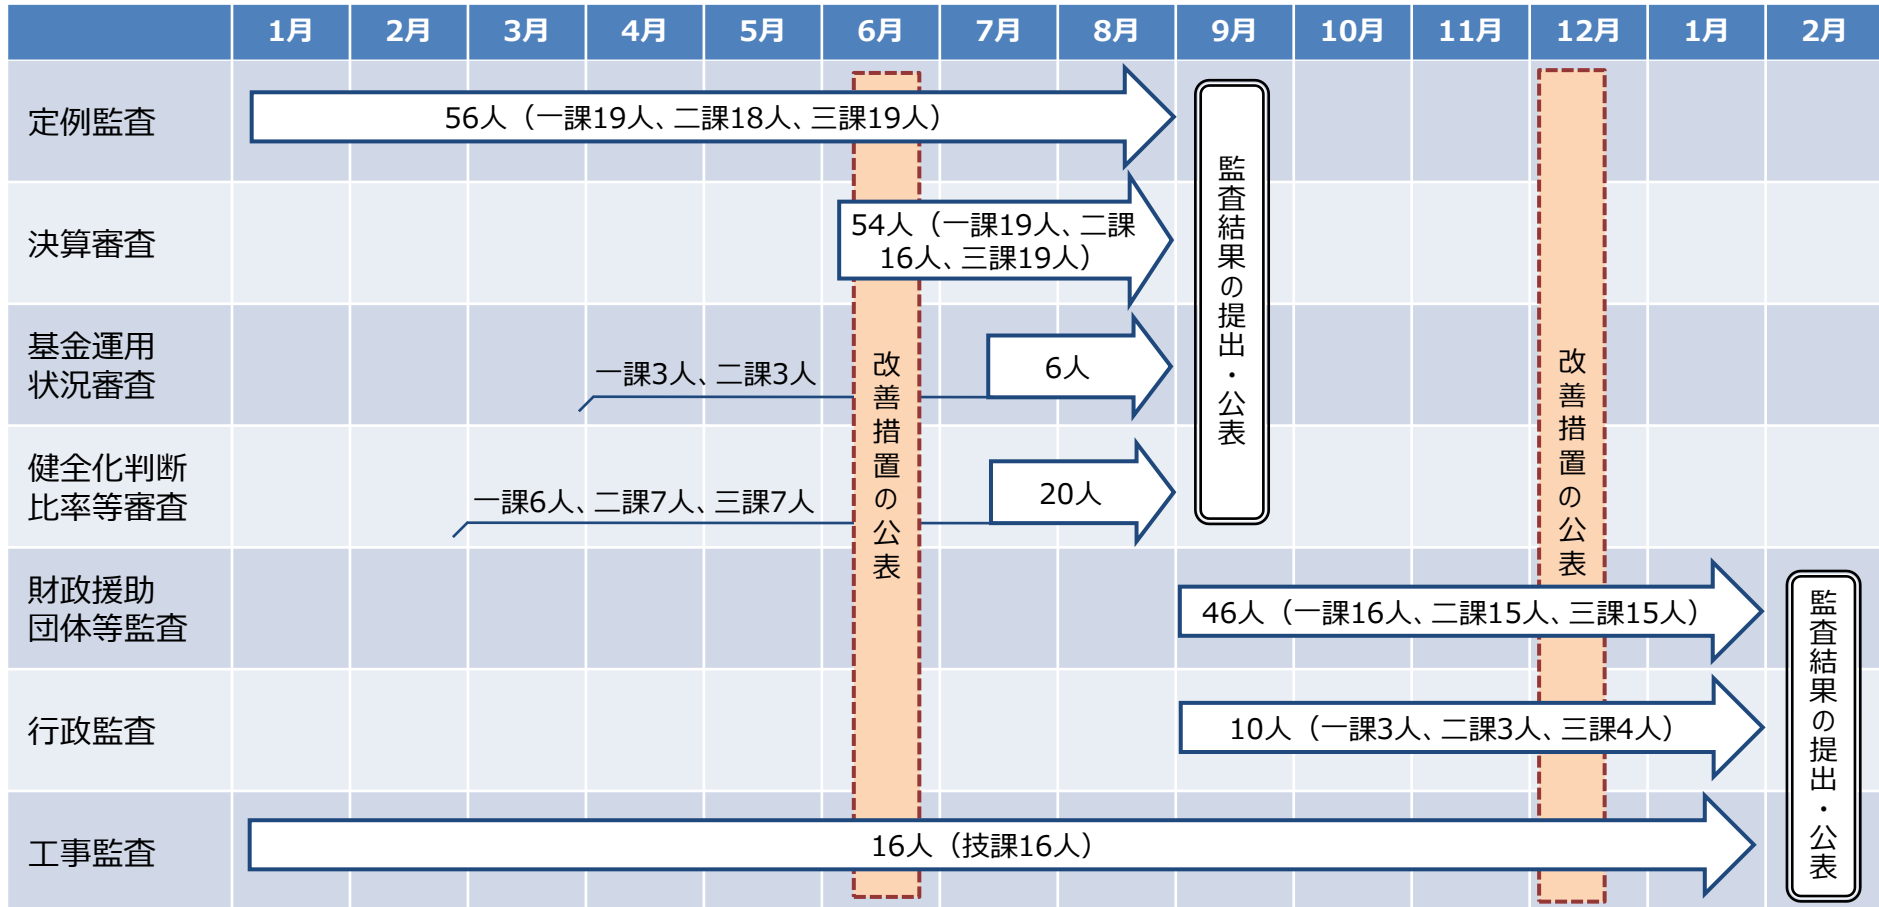 1月 2月 3月 4月 5月 6月 7月 8月 9月 10月 11月 12月 1月 2月
定例監査
56人（一課19人、二課18人、三課19人）
決算審査
54人（一課19人、二課
16人、三課19人）
基金運用
状況審査
一課3人、二課3人
6人
健全化判断
比率等審査
一課6人、二課7人、三課7人
20人
財政援助
団体等監査
46人（一課16人、二課15人、三課15人）
行政監査
10人（一課3人、二課3人、三課4人）
工事監査
16人（技課16人）
改善措置の公表
監査結果の提出・公表
改善措置の公表
監査結果の提出・公表